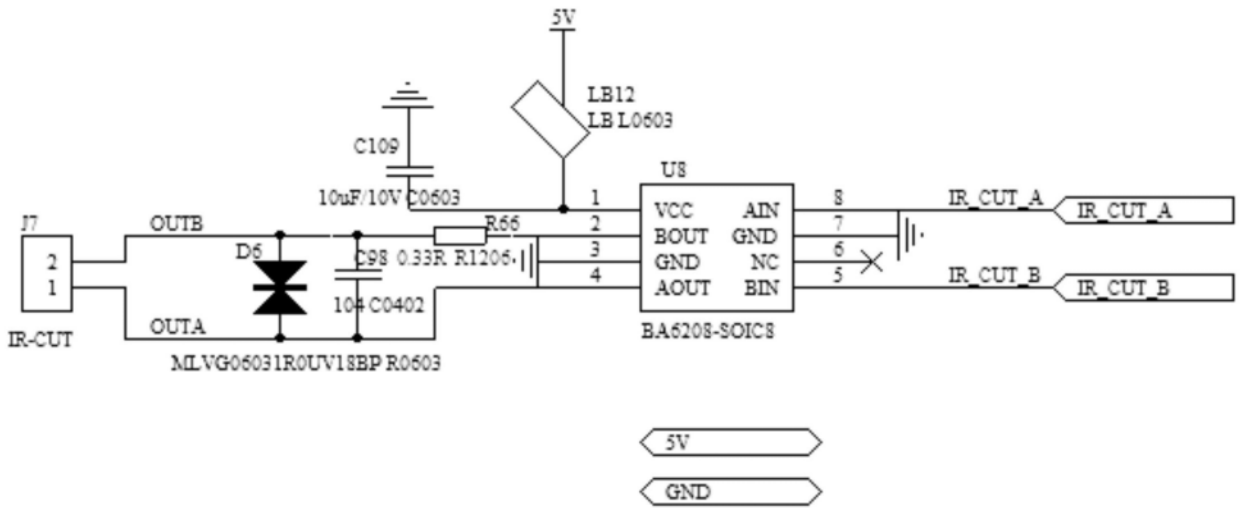 5V
LB12
LB L0603
C109
10uF/10V C0603
U8
1 VCC AIN 8 IR_CUT_A IR_CUT_A
2 BOUT GND 7
3 GND NC 6
4 AOUT BIN 5 IR_CUT_B IR_CUT_B
BA6208-SOIC8
J7
2
1
IR-CUT
OUTB
R66
D6
C98 0.33R R1206
104 C0402
OUTA
MLVG06031R0UV18BP R0603
5V
GND